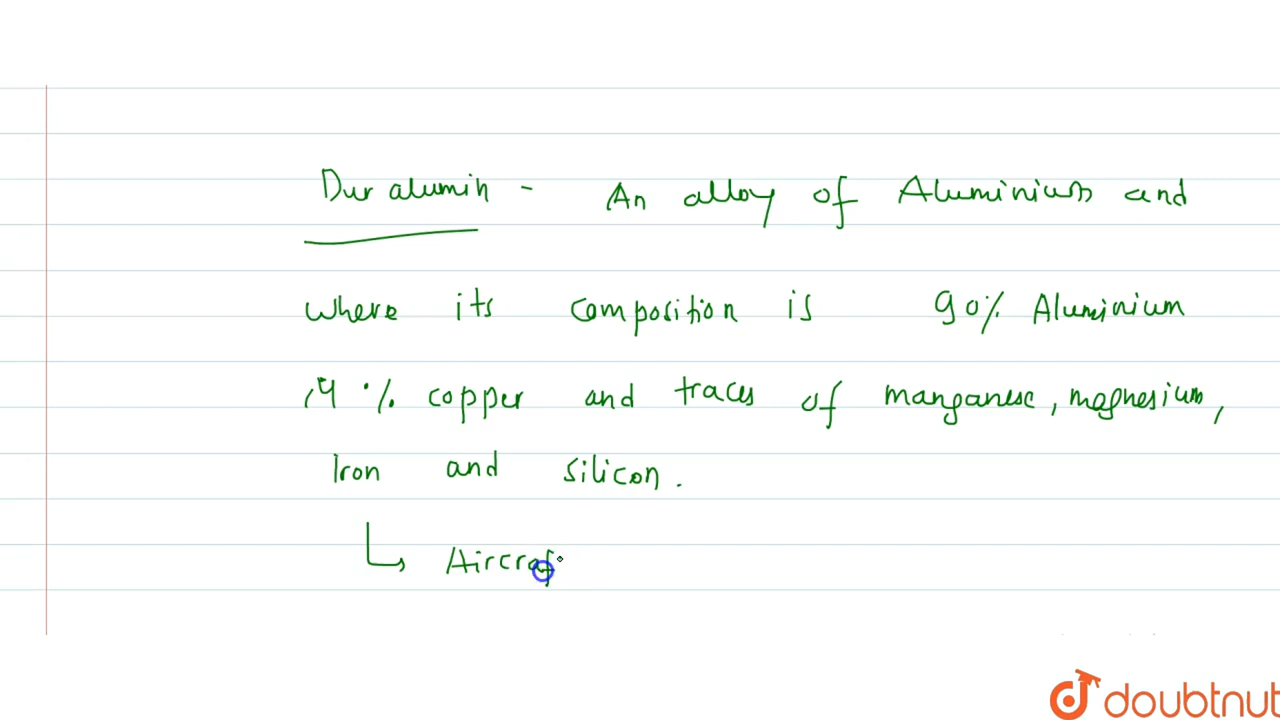 Duralumin - An alloy of Aluminium and
where its composition is 90% Aluminium
, 4 % copper and traces of manganese, magnesium,
Iron and silicon.
↳ Aircraf
doubtnut